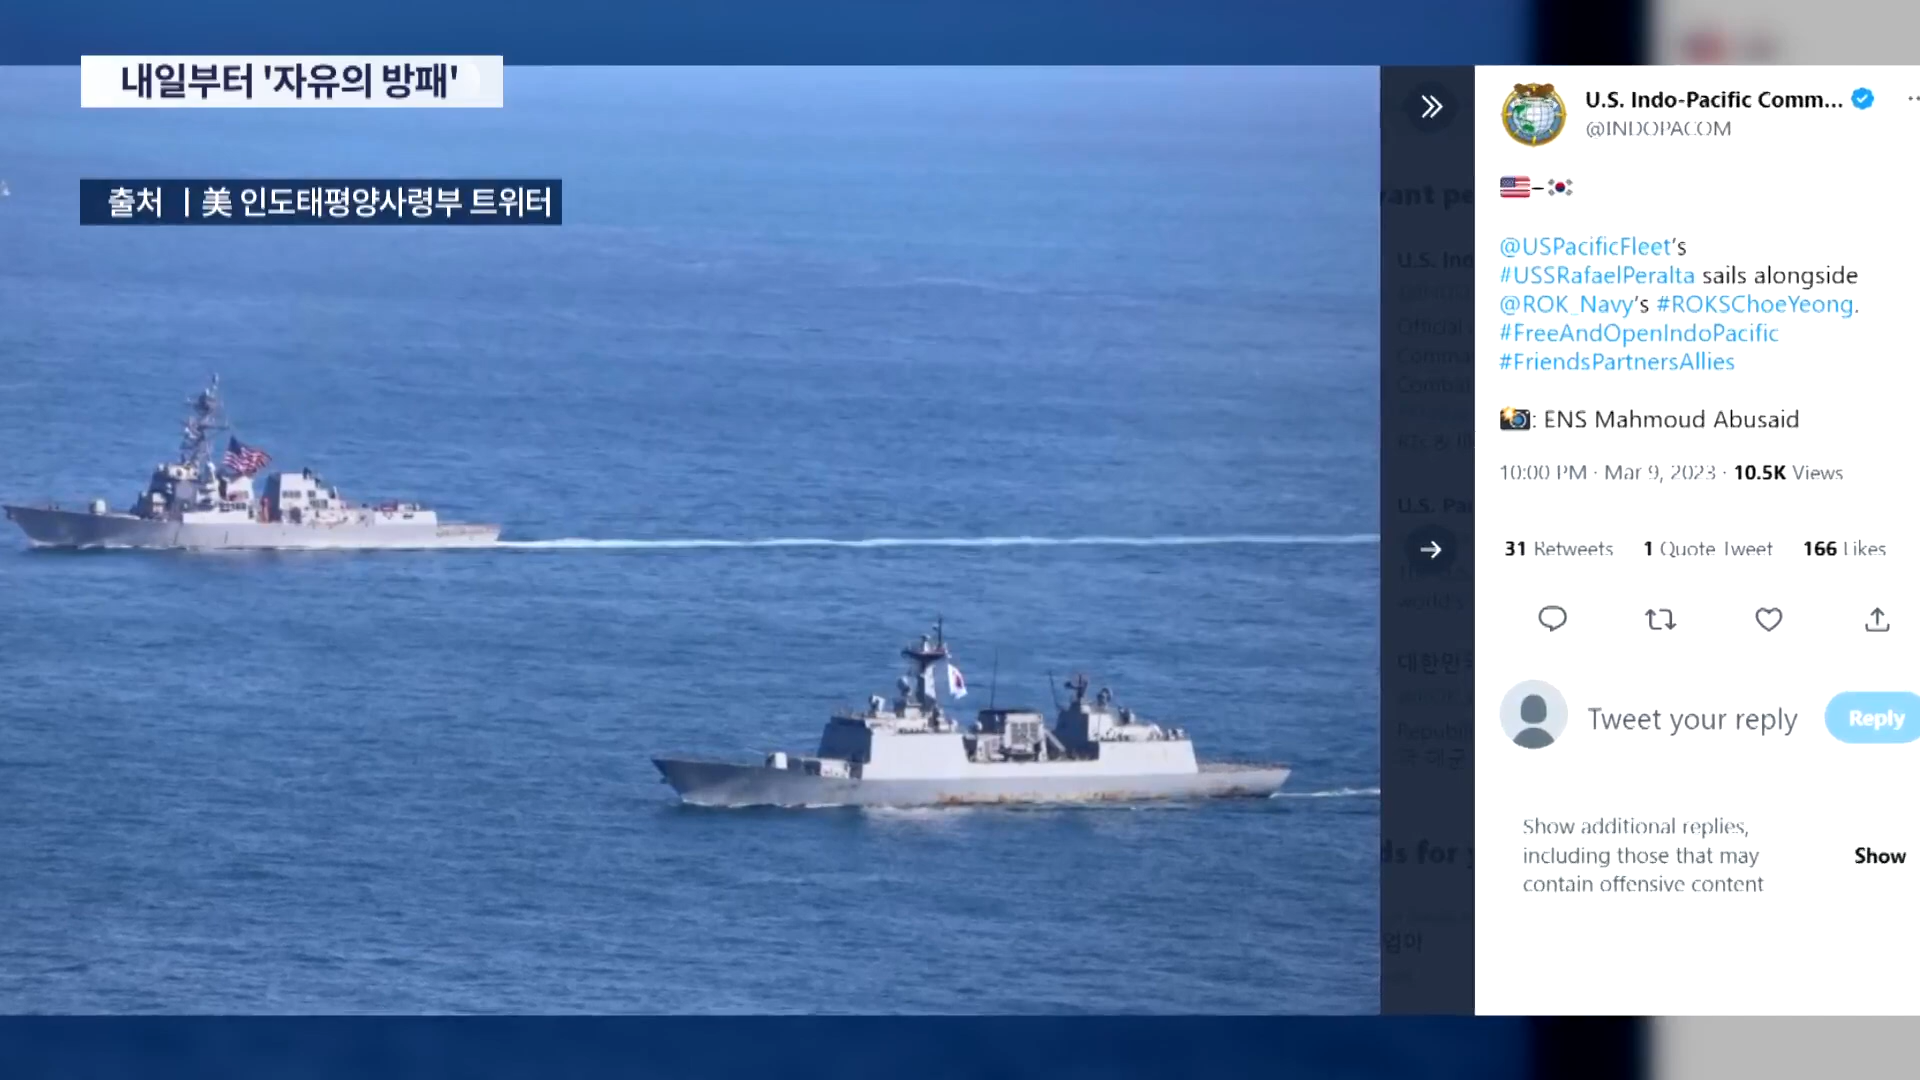 내일부터 '자유의 방패'
출처 | 美 인도태평양사령부 트위터
U.S. Indo-Pacific Comm...
@INDOPACOM
@USPacificFleet's
#USSRafaelPeralta sails alongside
@ROK_Navy's #ROKSChoeYeong.
#FreeAndOpenIndoPacific
#FriendsPartnersAllies
: ENS Mahmoud Abusaid
10:00 PM · Mar 9, 2023 · 10.5K Views
31 Retweets 1 Quote Tweet 166 Likes
Tweet your reply
Reply
Show additional replies,
including those that may
contain offensive content
Show